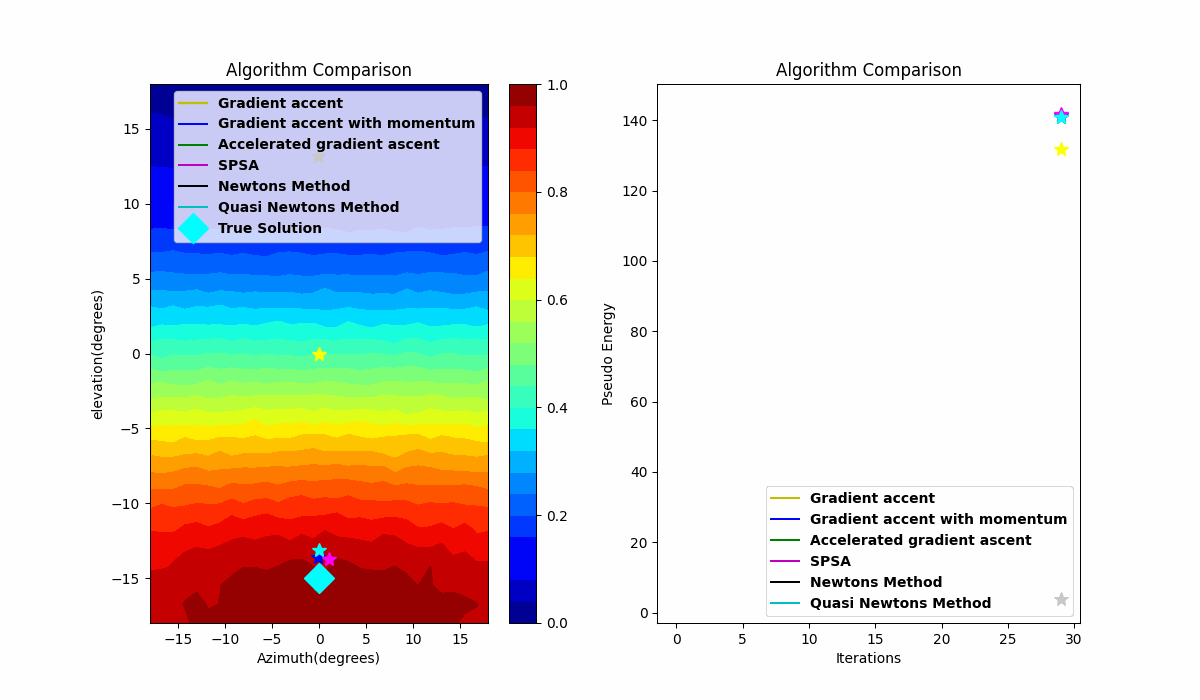 Algorithm Comparison
15
10
5
0
−5
−10
−15
elevation(degrees)
Gradient accent
Gradient accent with momentum
Accelerated gradient ascent
SPSA
Newtons Method
Quasi Newtons Method
True Solution
−15
−10
−5
0
5
10
15
Azimuth(degrees)
1.0
0.8
0.6
0.4
0.2
0.0
Algorithm Comparison
140
120
100
80
60
40
20
0
Pseudo Energy
Gradient accent
Gradient accent with momentum
Accelerated gradient ascent
SPSA
Newtons Method
Quasi Newtons Method
0
5
10
15
20
25
30
Iterations